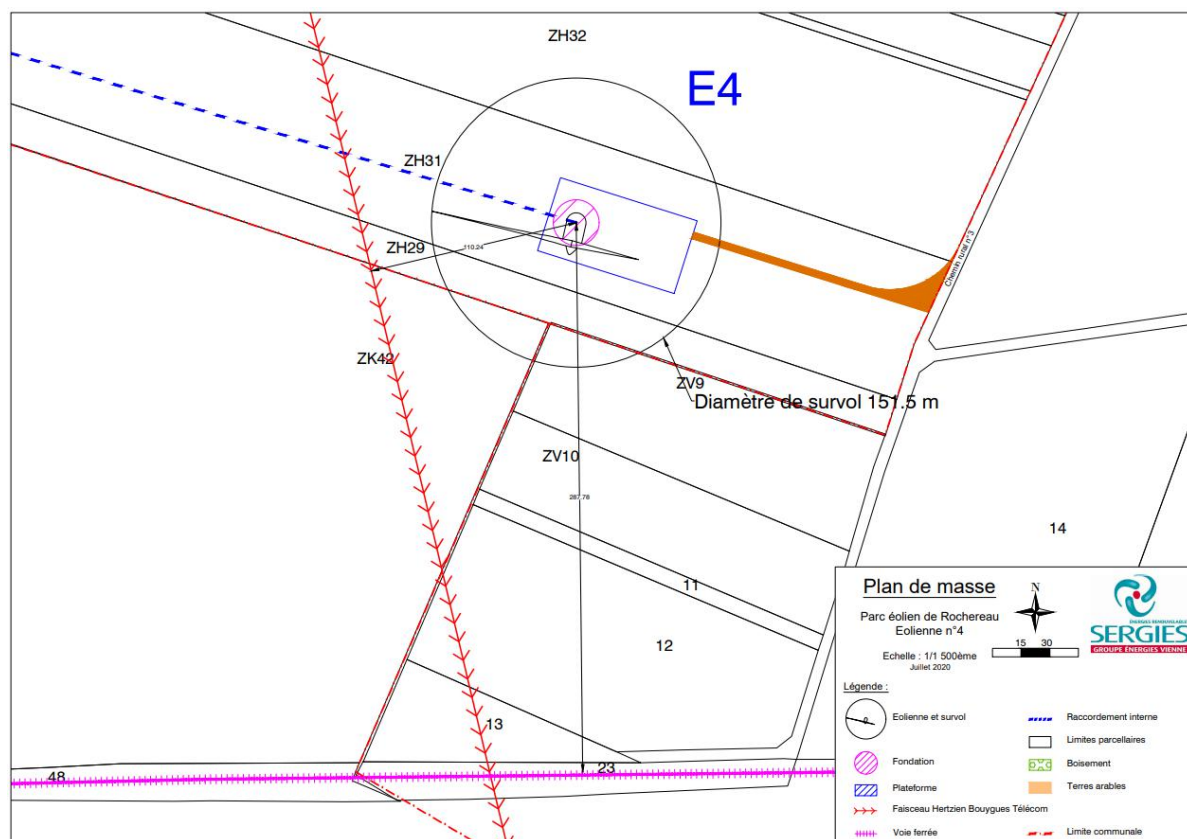 ZH32
E4
ZH31
ZH29
110.24
Chemin rural n°3
ZK42
ZV9
Diamètre de survol 151.5 m
ZV10
287.78
14
11
12
13
23
48
Plan de masse
Parc éolien de Rochereau
Eolienne n°4
Echelle : 1/1 500ème
Juillet 2020
N
15 30
ÉNERGIES RENOUVELABLES
SERGIES
GROUPE ÉNERGIES VIENNE
Légende :
Eolienne et survol
Fondation
Plateforme
Faisceau Hertzien Bouygues Télécom
Voie ferrée
Raccordement interne
Limites parcellaires
Boisement
Terres arables
Limite communale